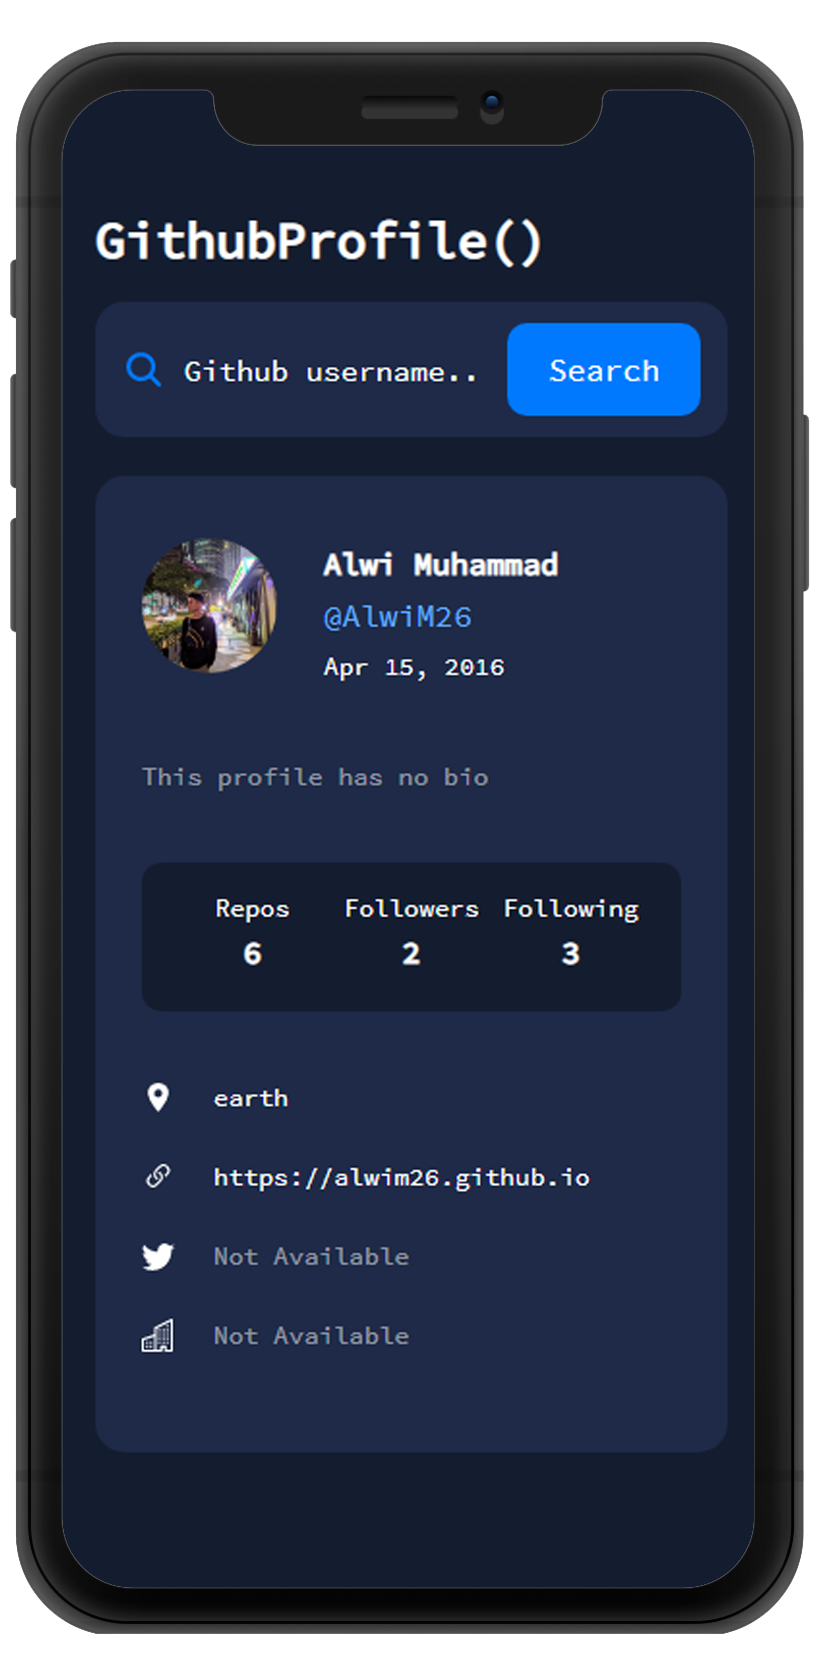 GithubProfile()
Github username..
Search
Alwi Muhammad
@AlwiM26
Apr 15, 2016
This profile has no bio
Repos Followers Following
6 2 3
earth
https://alwim26.github.io
Not Available
Not Available